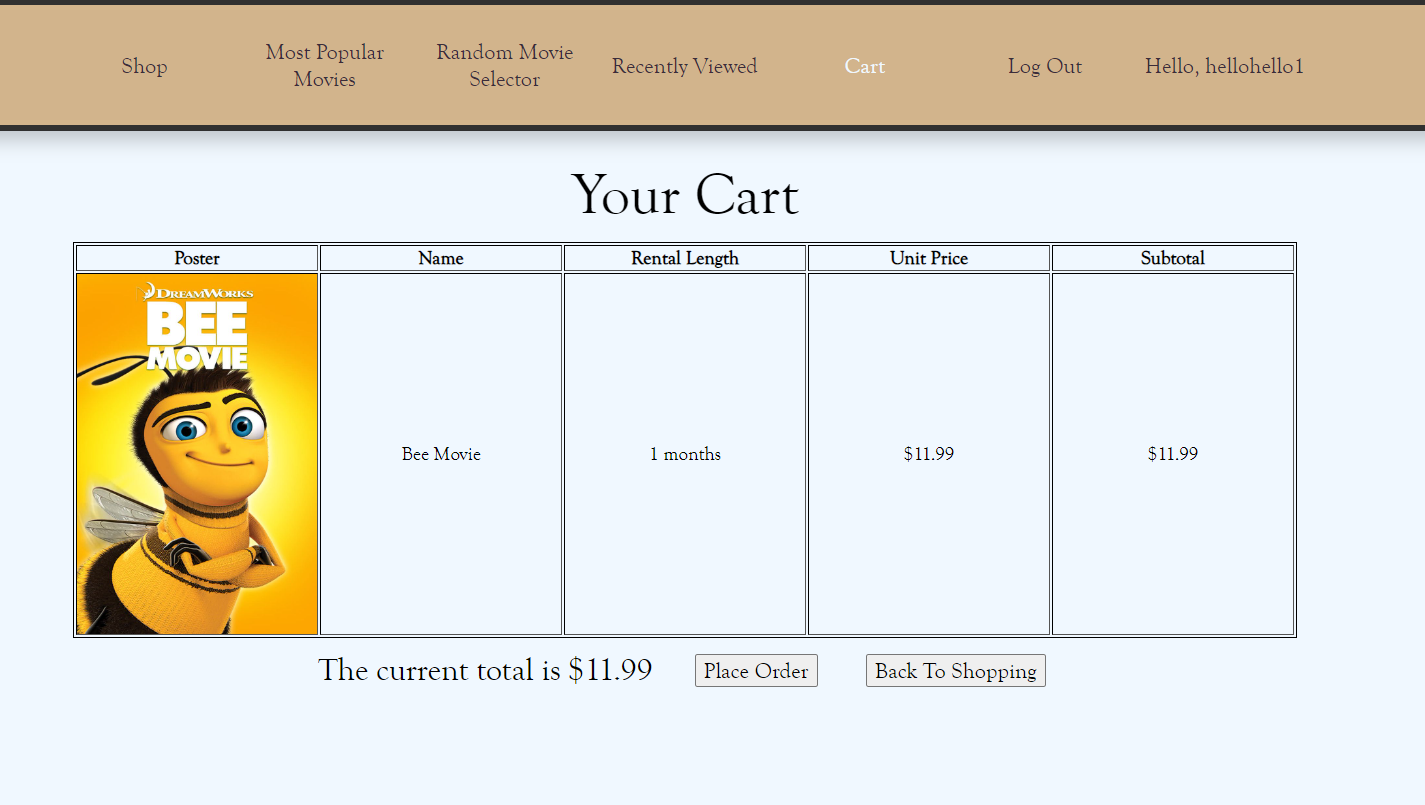 Shop
Most Popular
Movies
Random Movie
Selector
Recently Viewed
Cart
Log Out
Hello, hellohello1
Your Cart
Poster Name Rental Length Unit Price Subtotal
DREAMWORKS
BEE
MOVIE
Bee Movie 1 months $11.99 $11.99
The current total is $11.99 Place Order Back To Shopping